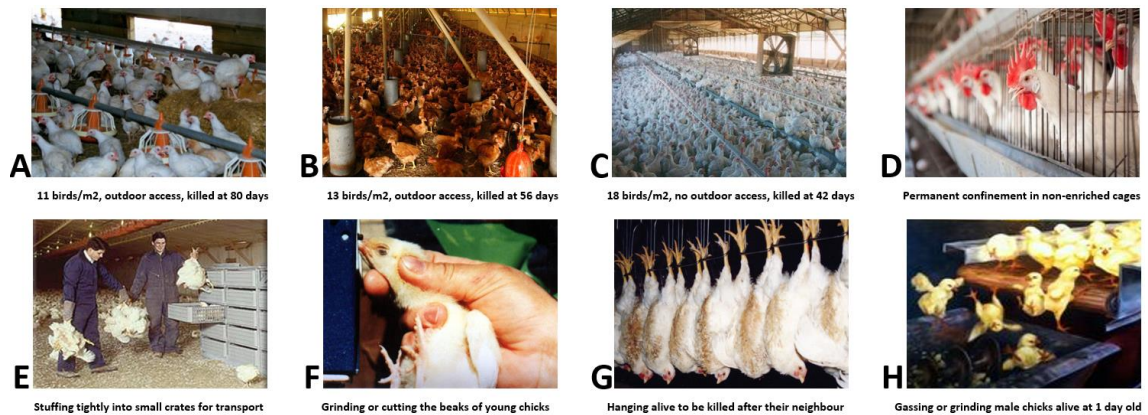 A
11 birds/m2, outdoor access, killed at 80 days
B
13 birds/m2, outdoor access, killed at 56 days
C
18 birds/m2, no outdoor access, killed at 42 days
D
Permanent confinement in non-enriched cages
E
Stuffing tightly into small crates for transport
F
Grinding or cutting the beaks of young chicks
G
Hanging alive to be killed after their neighbour
H
Gassing or grinding male chicks alive at 1 day old